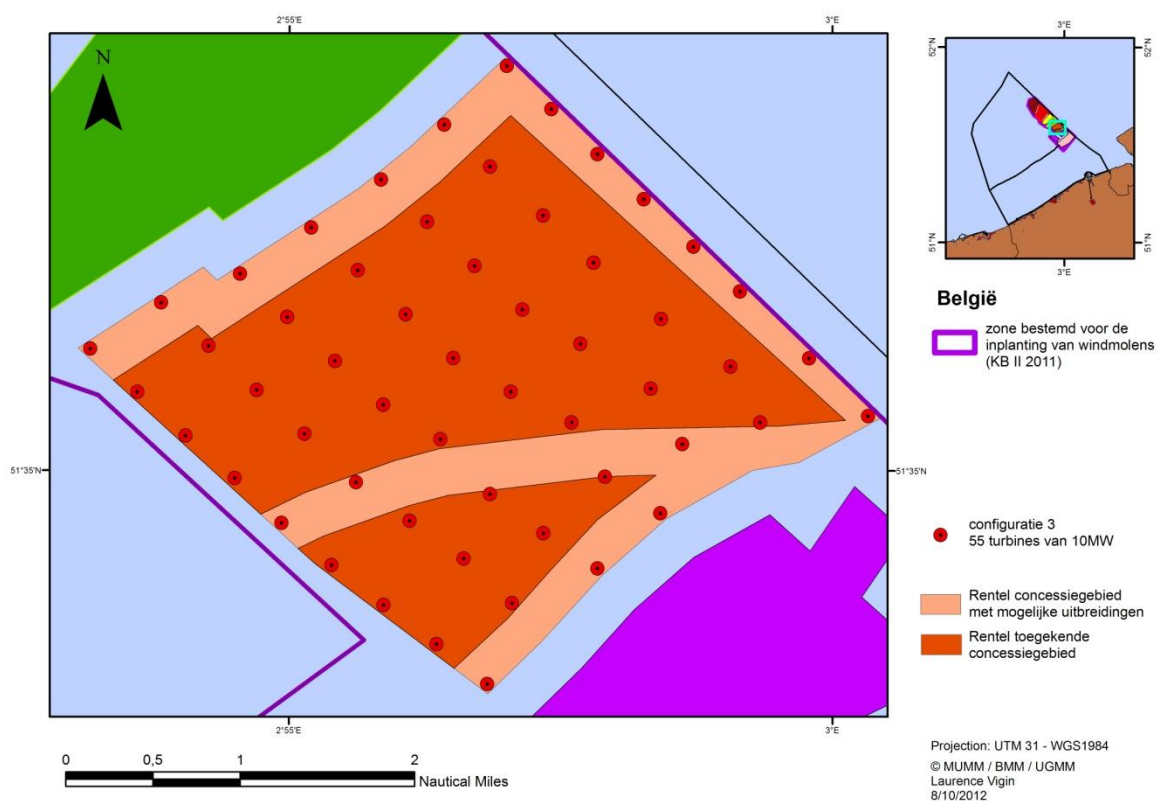 2°55'E
3°E
N
51°35'N
51°35'N
2°55'E
3°E
0
0,5
1
2
Nautical Miles
3°E
52°N
52°N
51°N
51°N
3°E
België
zone bestemd voor de
inplanting van windmolens
(KB II 2011)
configuratie 3
55 turbines van 10MW
Rentel concessiegebied
met mogelijke uitbreidingen
Rentel toegekende
concessiegebied
Projection: UTM 31 - WGS1984
© MUMM / BMM / UGMM
Laurence Vigin
8/10/2012